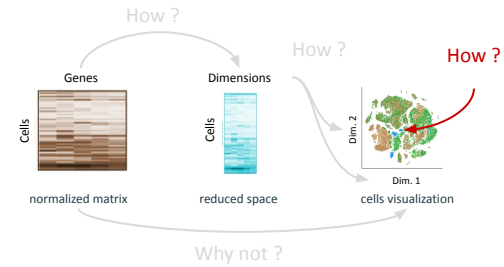 How ?
How ?
How ?
Genes
Dimensions
Cells
Cells
Dim. 2
Dim. 1
normalized matrix
reduced space
cells visualization
Why not ?